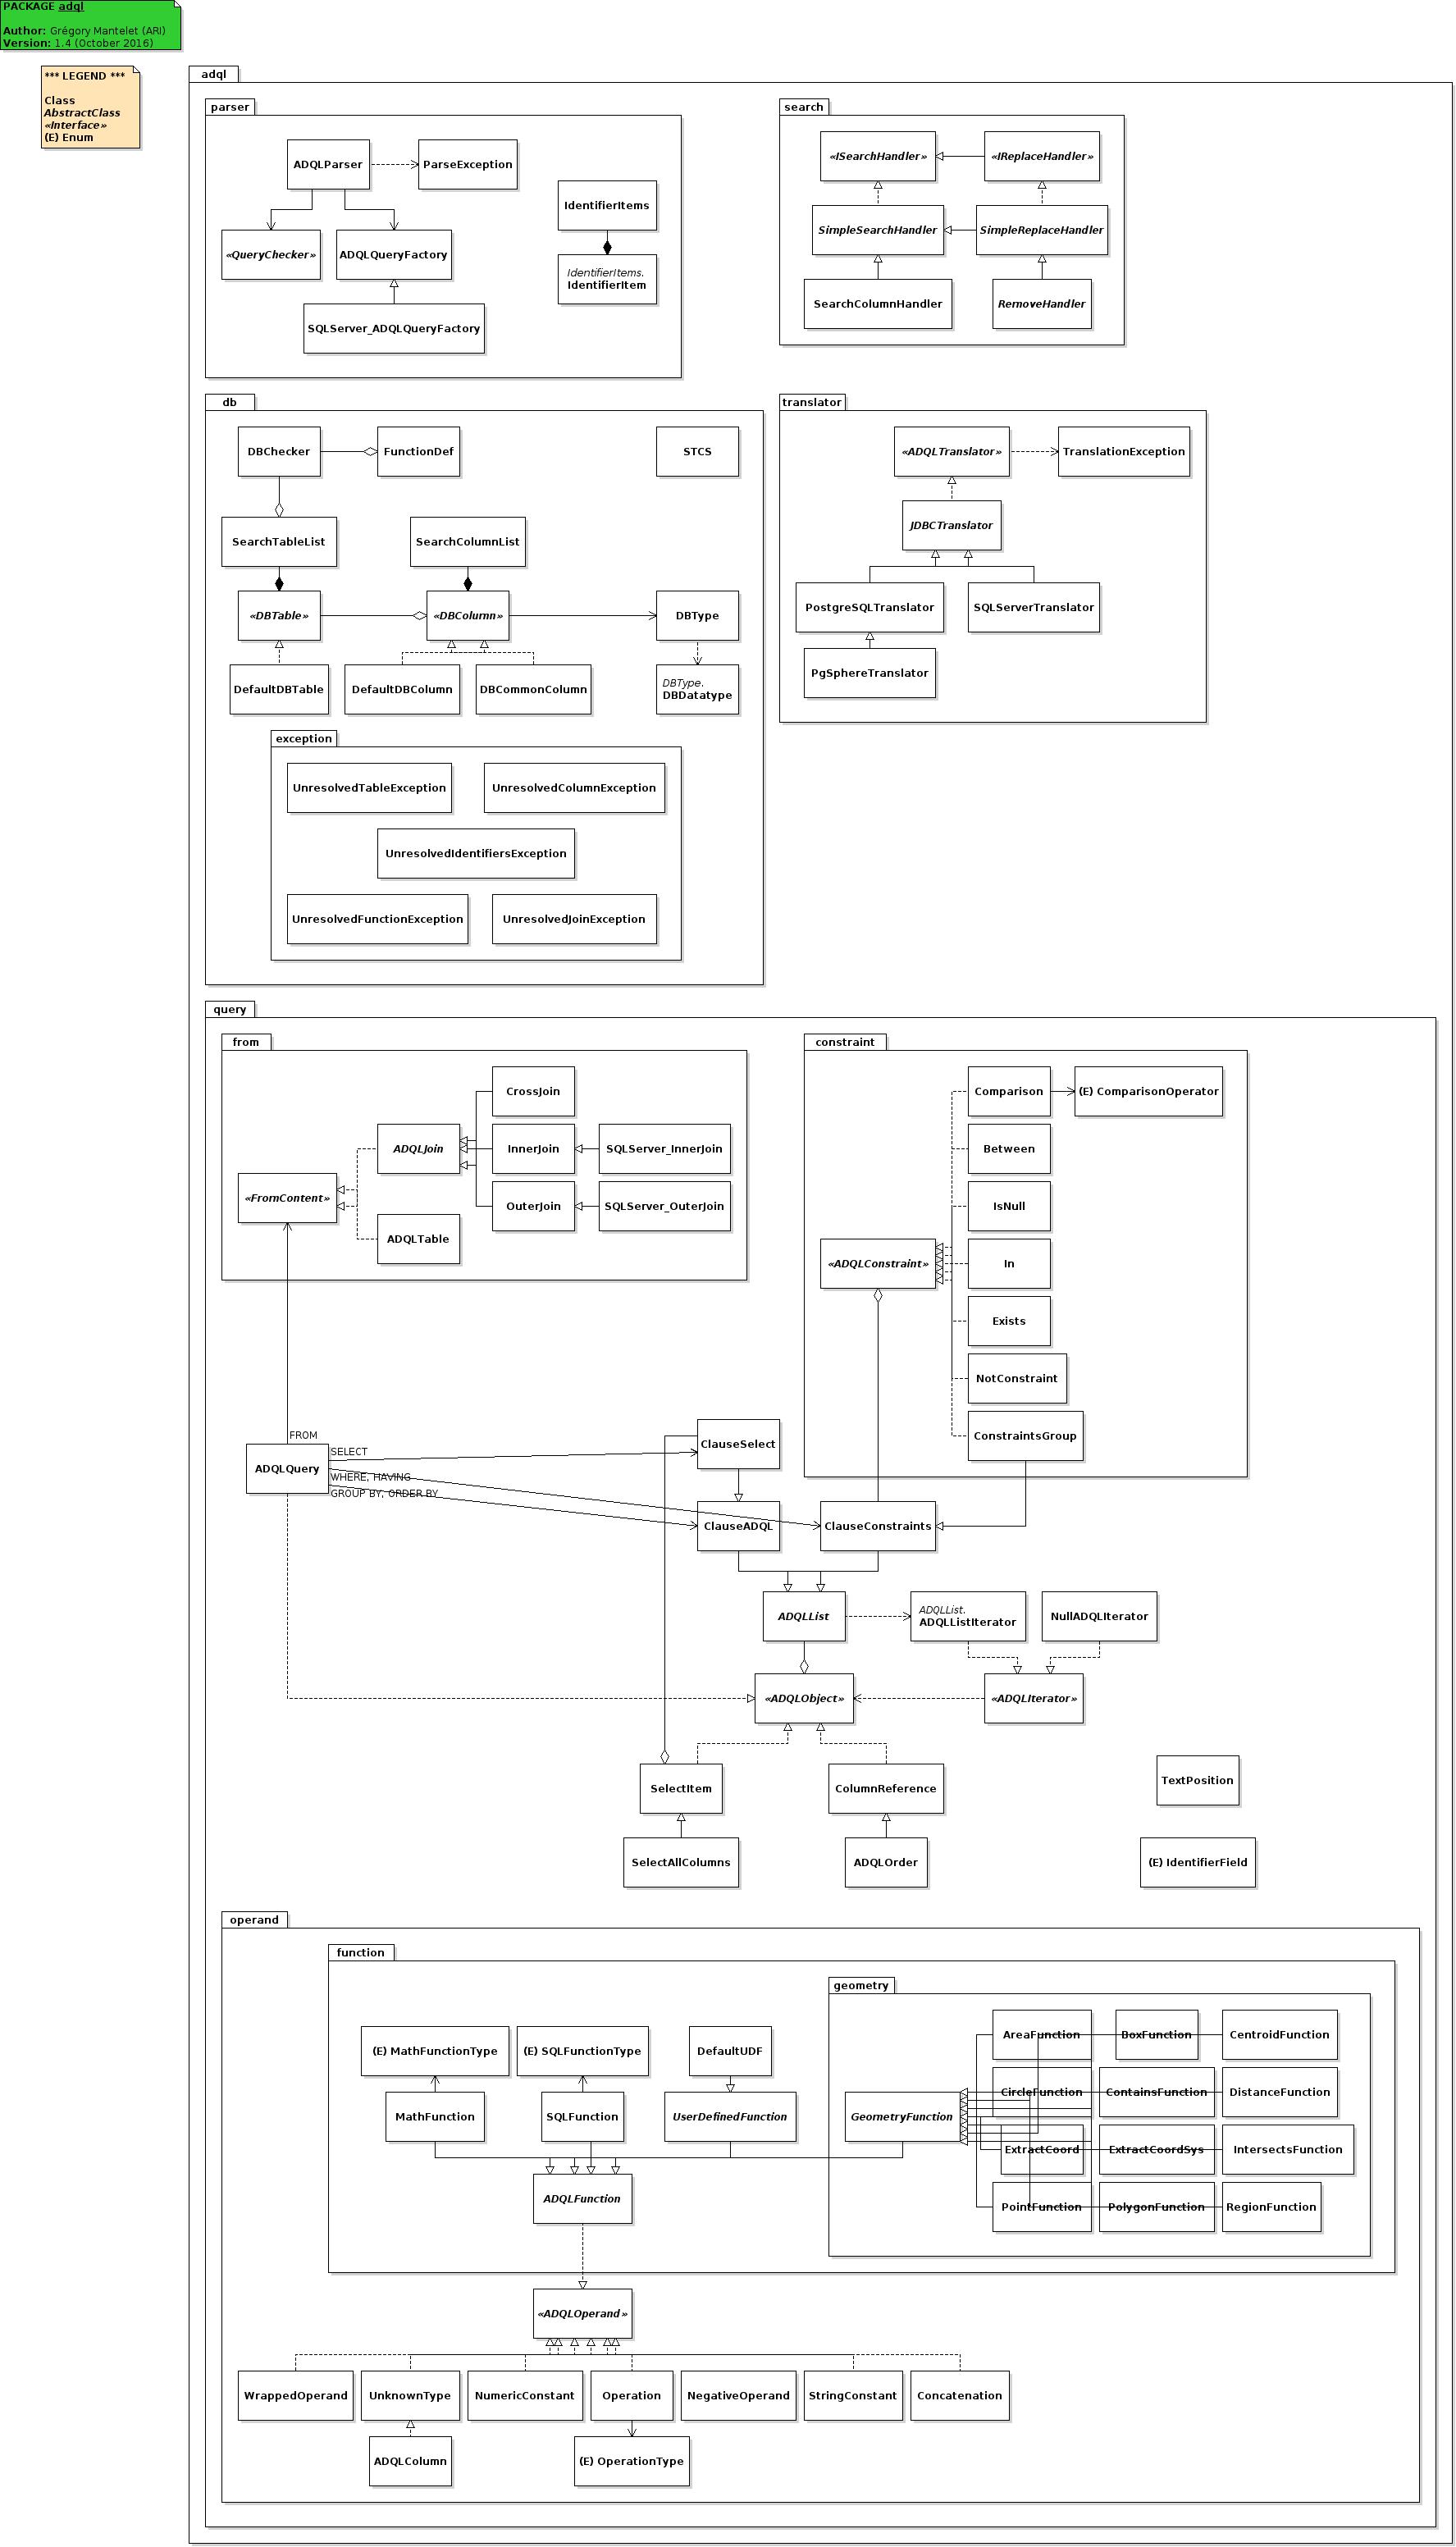 PACKAGE adql
Author: Grégory Mantelet (ARI)
Version: 1.4 (October 2016)
*** LEGEND ***
Class
AbstractClass
«Interface»
(E) Enum
adql
parser
ADQLParser
ParseException
IdentifierItems
«QueryChecker»
ADQLQueryFactory
IdentifierItems.
IdentifierItem
SQLServer_ADQLQueryFactory
search
«ISearchHandler»
«IReplaceHandler»
SimpleSearchHandler
SimpleReplaceHandler
SearchColumnHandler
RemoveHandler
db
DBChecker
FunctionDef
STCS
SearchTableList
SearchColumnList
«DBTable»
«DBColumn»
DBType
DefaultDBTable
DefaultDBColumn
DBCommonColumn
DBType.
DBDatatype
exception
UnresolvedTableException
UnresolvedColumnException
UnresolvedIdentifiersException
UnresolvedFunctionException
UnresolvedJoinException
translator
«ADQLTranslator»
TranslationException
JDBCTranslator
PostgreSQLTranslator
SQLServerTranslator
PgSphereTranslator
query
from
CrossJoin
ADQLJoin
InnerJoin
SQLServer_InnerJoin
«FromContent»
OuterJoin
SQLServer_OuterJoin
ADQLTable
constraint
Comparison
(E) ComparisonOperator
Between
IsNull
«ADQLConstraint»
In
Exists
NotConstraint
ConstraintsGroup
FROM
ADQLQuery
SELECT
WHERE, HAVING
GROUP BY, ORDER BY
ClauseSelect
ClauseADQL
ClauseConstraints
ADQLList
ADQLList.
ADQLListIterator
NullADQLIterator
«ADQLObject»
«ADQLIterator»
SelectItem
ColumnReference
TextPosition
SelectAllColumns
ADQLOrder
(E) IdentifierField
operand
function
geometry
(E) MathFunctionType
(E) SQLFunctionType
DefaultUDF
MathFunction
SQLFunction
UserDefinedFunction
GeometryFunction
AreaFunction
BoxFunction
CentroidFunction
CircleFunction
ContainsFunction
DistanceFunction
ExtractCoord
ExtractCoordSys
IntersectsFunction
PointFunction
PolygonFunction
RegionFunction
ADQLFunction
«ADQLOperand»
WrappedOperand
UnknownType
NumericConstant
Operation
NegativeOperand
StringConstant
Concatenation
ADQLColumn
(E) OperationType